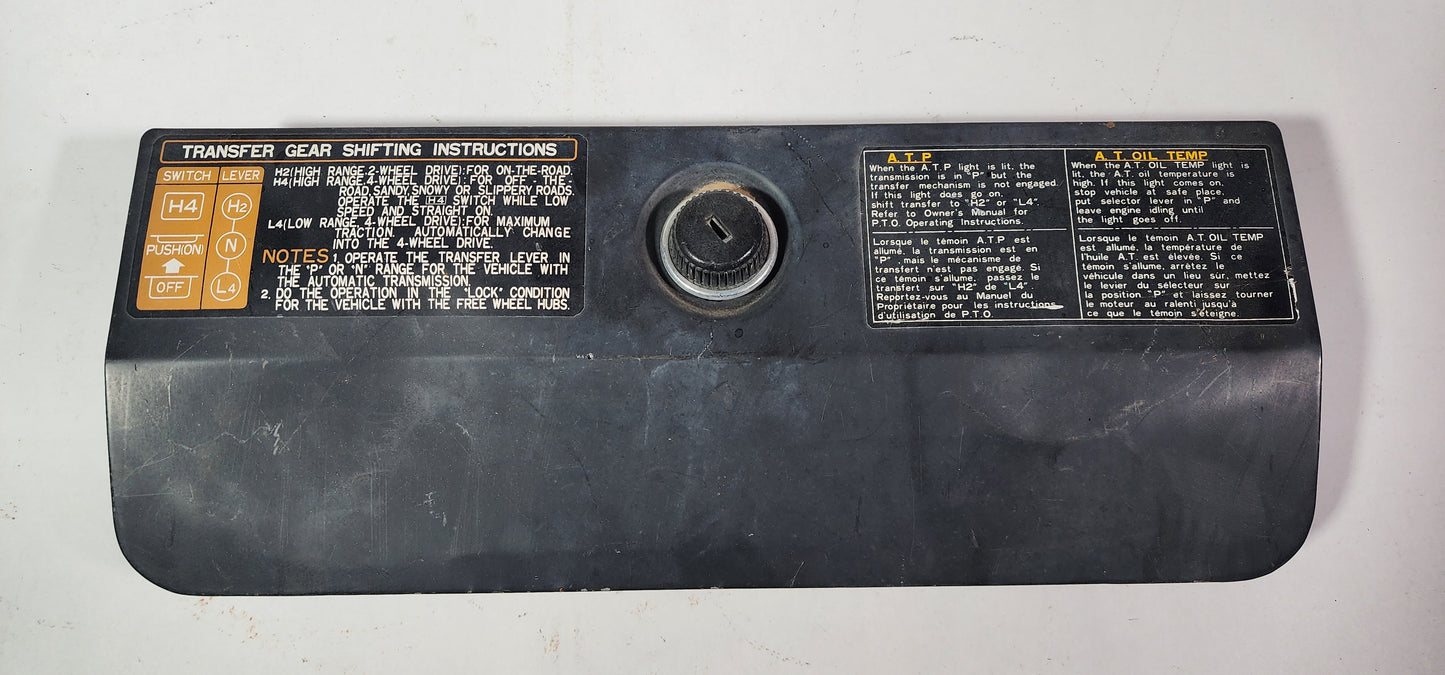 TRANSFER GEAR SHIFTING INSTRUCTIONS
SWITCH LEVER
H4
H2
PUSH(ON)
N
OFF
L4
H2(HIGH RANGE.2-WHEEL DRIVE):FOR ON-THE-ROAD.
H4(HIGH RANGE.4-WHEEL DRIVE):FOR OFF-THE-
ROAD.SANDY,SNOWY OR SLIPPERY ROADS.
OPERATE THE H4 SWITCH WHILE LOW
SPEED AND STRAIGHT ON.
L4(LOW RANGE, 4-WHEEL DRIVE):FOR MAXIMUM
TRACTION. AUTOMATICALLY CHANGE
INTO THE 4-WHEEL DRIVE.
NOTES 1. OPERATE THE TRANSFER LEVER IN
THE "P" OR "N" RANGE FOR THE VEHICLE WITH
THE AUTOMATIC TRANSMISSION.
2. DO THE OPERATION IN THE "LOCK" CONDITION
FOR THE VEHICLE WITH THE FREE WHEEL HUBS.
A.T.P
When the A.T.P light is lit, the
transmission is in "P" but the
transfer mechanism is not engaged.
If this light does go on,
shift transfer to "H2" or "L4".
Refer to Owner's Manual for
P.T.O. Operating Instructions.
Lorsque le témoin A.T.P est
allumé, la transmission est en
"P", mais le mécanisme de
transfert n'est pas engagé. Si
ce témoin s'allume, passez le
transfert sur "H2" de "L4".
Reportez-vous au Manuel du
Propriétaire pour les instructions
d'utilisation de P.T.O.
A.T. OIL TEMP
When the A.T. OIL TEMP light is
lit, the A.T. oil temperature is
high. If this light comes on,
stop vehicle at safe place,
put selector lever in "P" and
leave engine idling until
the light goes off.
Lorsque le témoin A.T. OIL TEMP
est allumé, la température de
l'huile A.T. est élevée. Si ce
témoin s'allume, arrêtez le
véhicule dans un lieu sur, mettez
le levier du sélecteur sur
la position "P" et laissez tourner
le moteur au ralenti jusqu'à
ce que le témoin s'éteigne.